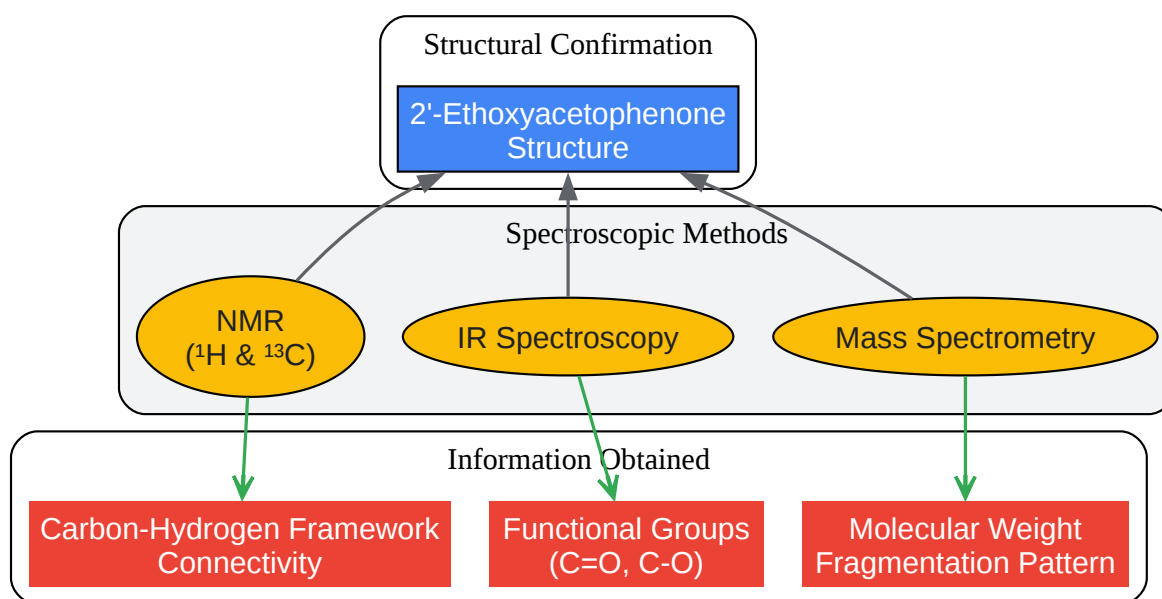 Structural Confirmation
2'-Ethoxyacetophenone
Structure
Spectroscopic Methods
NMR
(¹H & ¹³C)
IR Spectroscopy
Mass Spectrometry
Information Obtained
Carbon-Hydrogen Framework
Connectivity
Functional Groups
(C=O, C-O)
Molecular Weight
Fragmentation Pattern